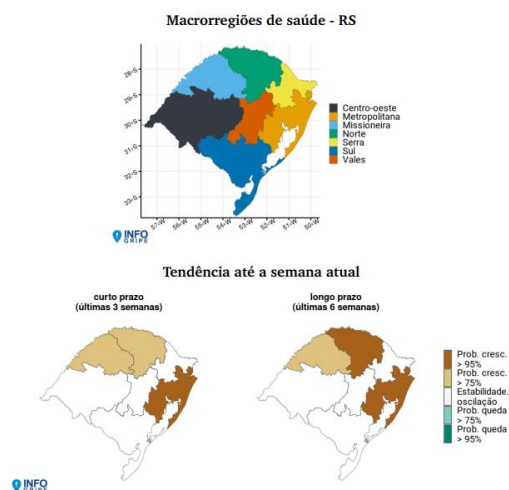 Macrorregiões de saúde - RS
28°S
29°S
30°S
31°S
32°S
33°S
57°W
56°W
55°W
54°W
53°W
52°W
51°W
50°W
Centro-oeste
Metropolitana
Missioneira
Norte
Serra
Sul
Vales
INFO
GRIPE
Tendência até a semana atual
curto prazo
(últimas 3 semanas)
longo prazo
(últimas 6 semanas)
Prob. cresc.
> 95%
Prob. cresc.
> 75%
Estabilidade.
oscilação
Prob. queda
> 75%
Prob. queda
> 95%
INFO
GRIPE